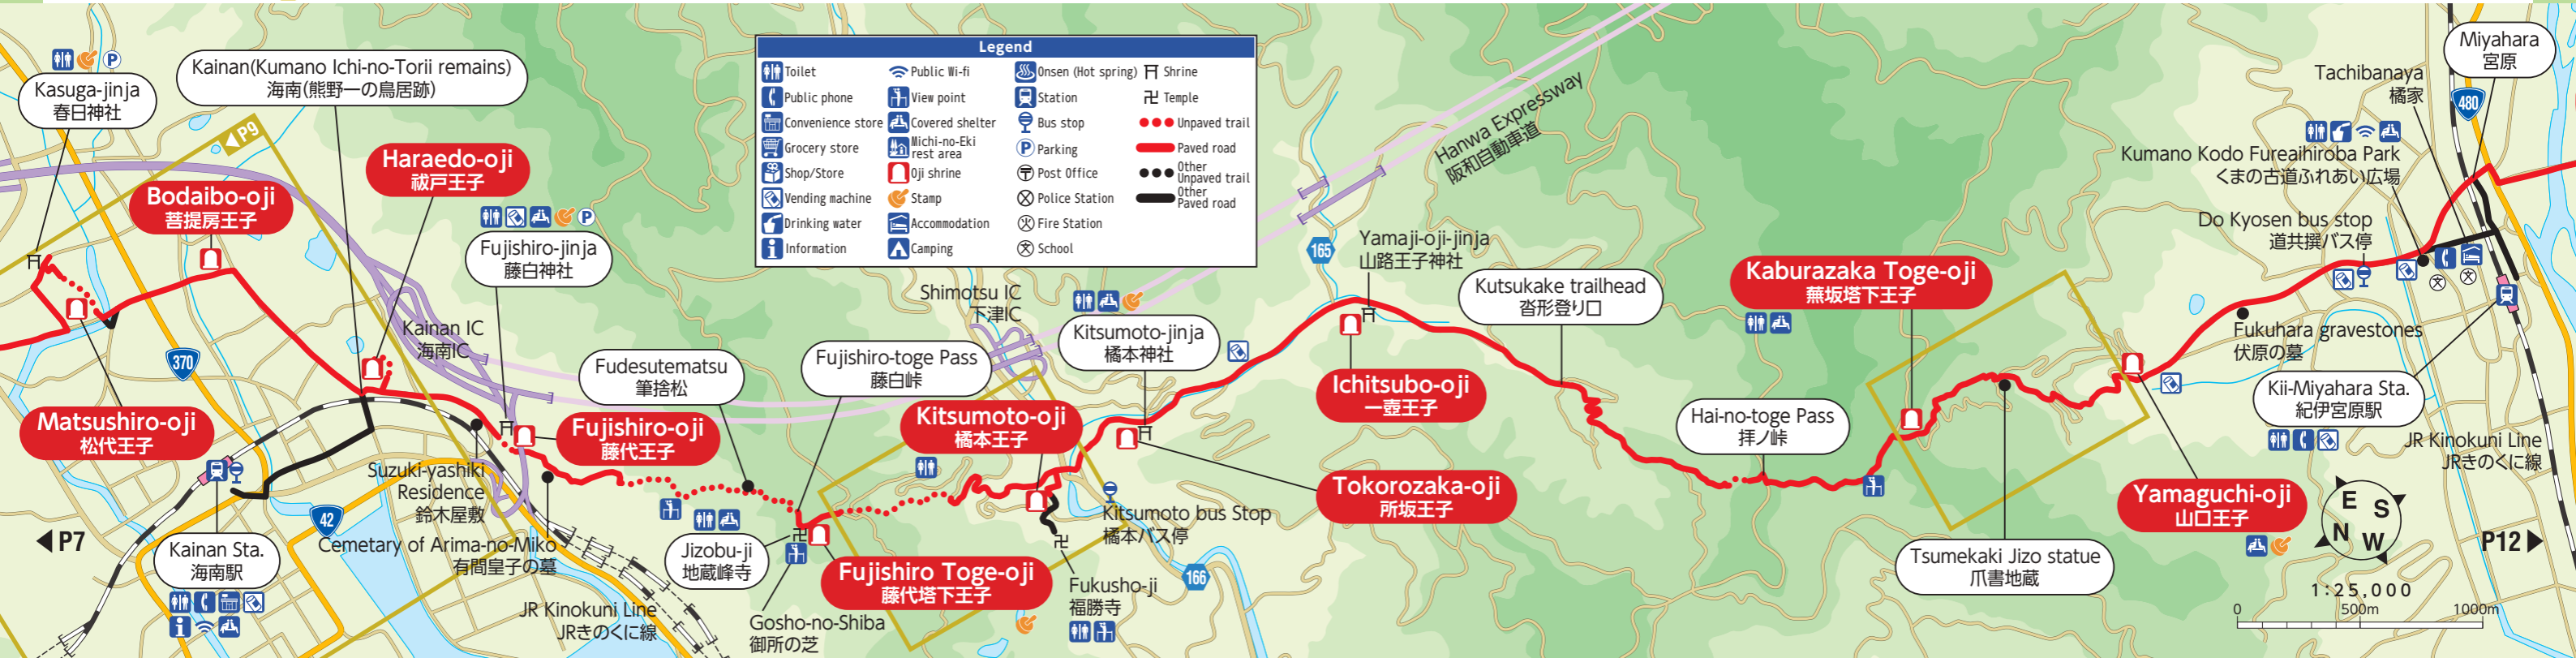 Kasuga-jinja
春日神社
Kainan(Kumano Ichi-no-Torii remains)
海南(熊野一の鳥居跡)
◀P9
Haraedo-oji
祓戸王子
Bodaibo-oji
菩提房王子
Fujishiro-jinja
藤白神社
Kainan IC
海南IC
370
Matsushiro-oji
松代王子
Fudesutematsu
筆捨松
Fujishiro-oji
藤代王子
Suzuki-yashiki
Residence
鈴木屋敷
42
Cemetary of Arima-no-Miko
有間皇子の墓
◀P7
Kainan Sta.
海南駅
JR Kinokuni Line
JRきのくに線
Legend
Toilet
Public phone
Convenience store
Grocery store
Shop/Store
Vending machine
Drinking water
Information
Public Wi-fi
View point
Covered shelter
Michi-no-Eki
rest area
Oji shrine
Stamp
Accommodation
Camping
Onsen (Hot spring)
Station
Bus stop
Parking
Post Office
Police Station
Fire Station
School
Shrine
Temple
Unpaved trail
Paved road
Other
Unpaved trail
Other
Paved road
Hanwa Expressway
阪和自動車道
Shimotsu IC
下津IC
Fujishiro-toge Pass
藤白峠
Kitsumoto-jinja
橘本神社
Kitsumoto-oji
橘本王子
Jizobu-ji
地蔵峰寺
Fujishiro Toge-oji
藤代塔下王子
Gosho-no-Shiba
御所の芝
Kitsumoto bus Stop
橘本バス停
Fukusho-ji
福勝寺
166
165
Yamaji-oji-jinja
山路王子神社
Ichitsubo-oji
一壺王子
Tokorozaka-oji
所坂王子
Kutsukake trailhead
沓形登り口
Kaburazaka Toge-oji
蕪坂塔下王子
Hai-no-toge Pass
拝ノ峠
Tsumekaki Jizo statue
爪書地蔵
Miyahara
宮原
Tachibanaya
橘家
480
Kumano Kodo Fureaihiroba Park
くまの古道ふれあい広場
Do Kyosen bus stop
道共撰バス停
Fukuhara gravestones
伏原の墓
Kii-Miyahara Sta.
紀伊宮原駅
JR Kinokuni Line
JRきのくに線
Yamaguchi-oji
山口王子
E S
N W
P12▶
1:25,000
0 500m 1000m